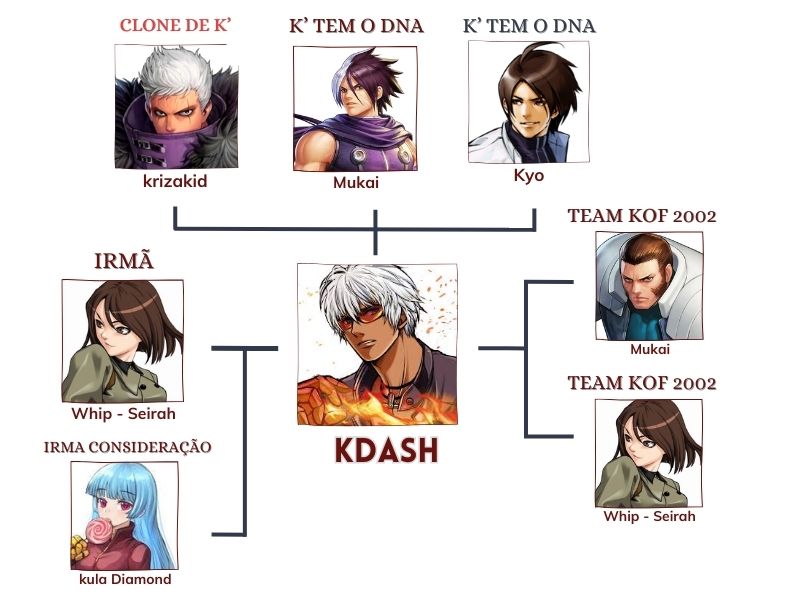 CLONE DE K'
K' TEM O DNA
K' TEM O DNA
krizakid
Mukai
Kyo
TEAM KOF 2002
IRMÃ
Mukai
Whip - Seirah
TEAM KOF 2002
KDASH
IRMA CONSIDERAÇÃO
Whip - Seirah
kula Diamond